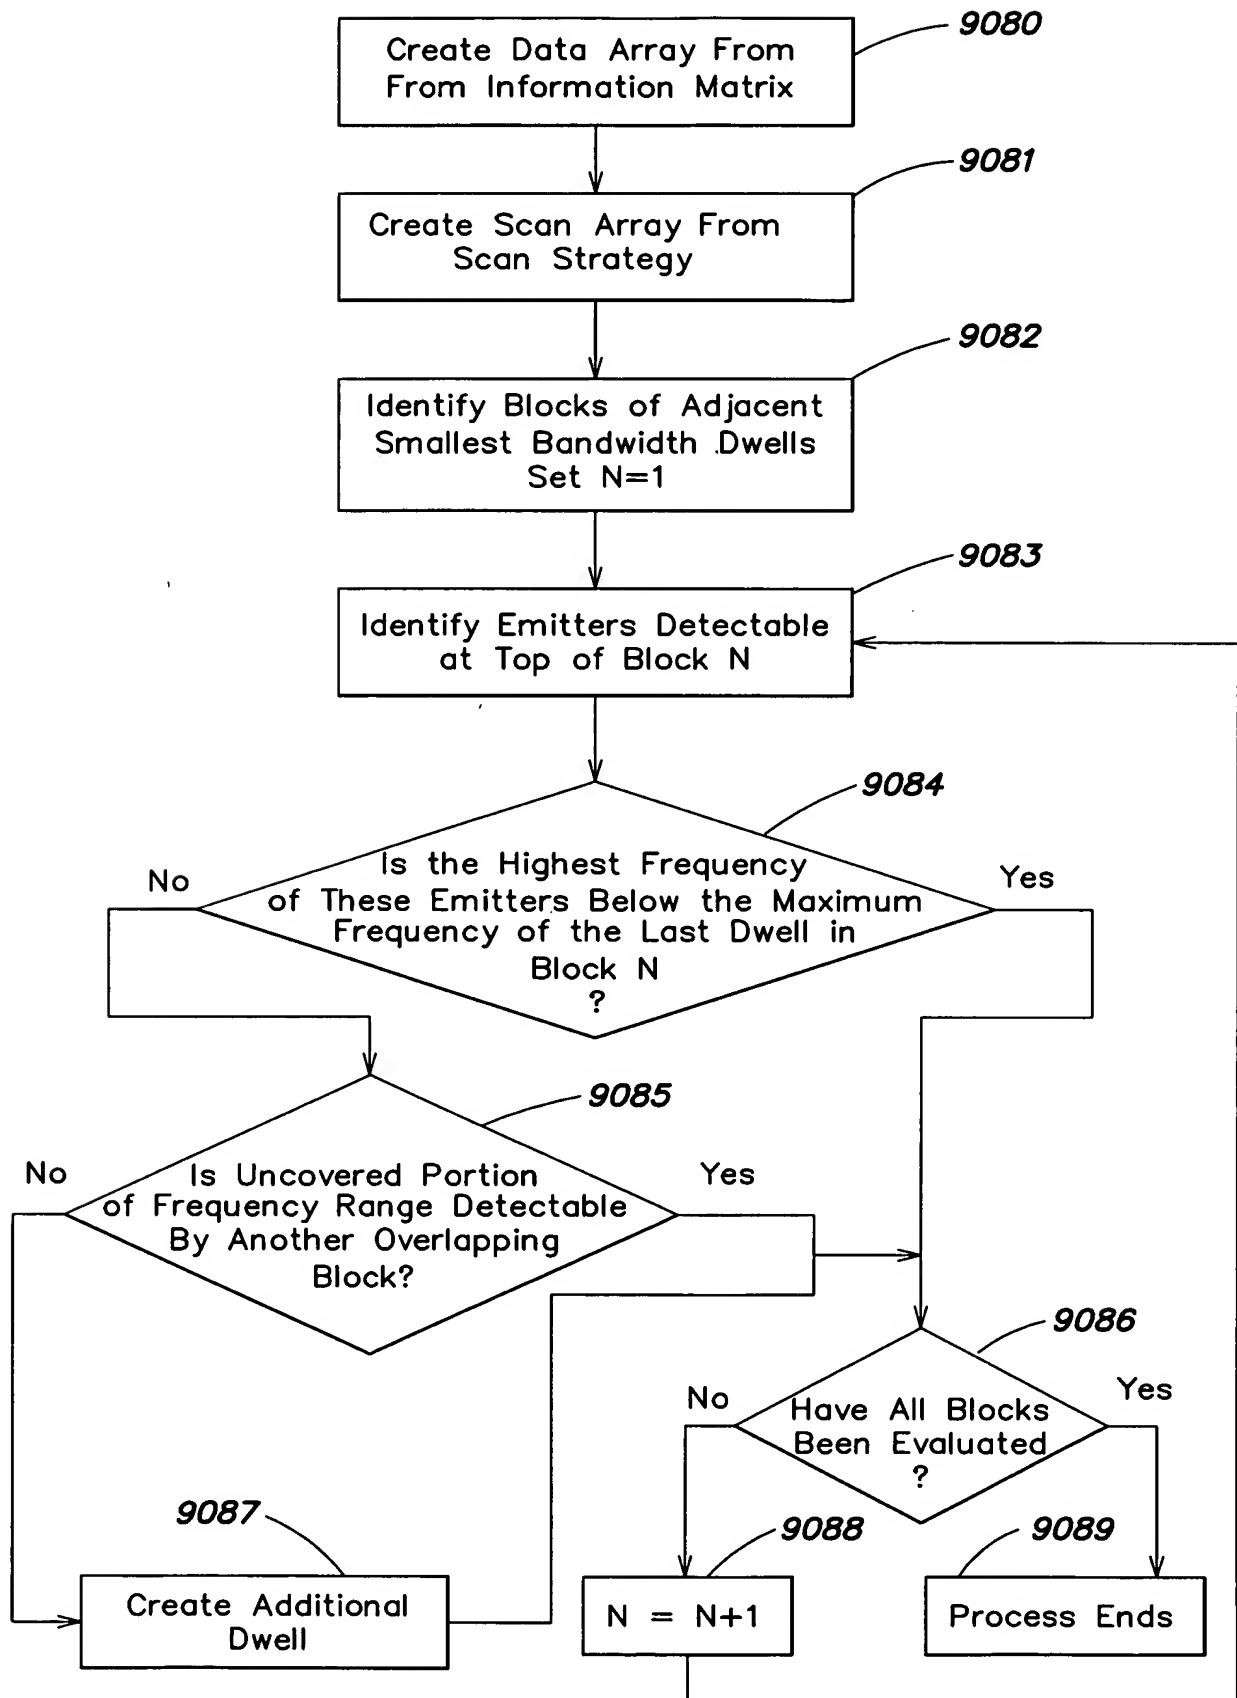 9080
Create Data Array From
From Information Matrix
9081
Create Scan Array From
Scan Strategy
9082
Identify Blocks of Adjacent
Smallest Bandwidth Dwells
Set N=1
9083
Identify Emitters Detectable
at Top of Block N
9084
Is the Highest Frequency
of These Emitters Below the Maximum
Frequency of the Last Dwell in
Block N
?
No
Yes
9085
Is Uncovered Portion
of Frequency Range Detectable
By Another Overlapping
Block?
No
Yes
9086
Have All Blocks
Been Evaluated
?
No
Yes
9087
Create Additional
Dwell
9088
N = N+1
9089
Process Ends